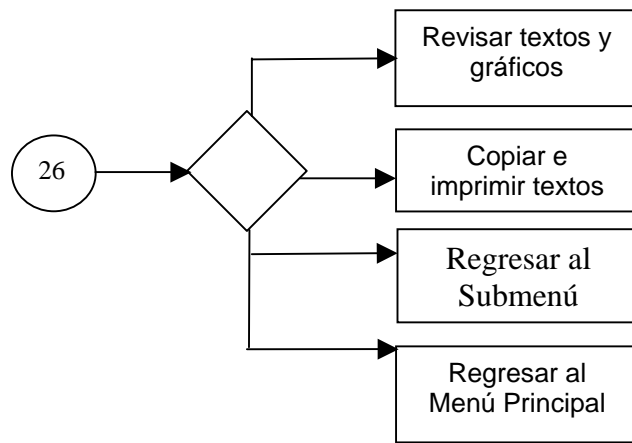 Revisar textos y
gráficos
26
Copiar e
imprimir textos
Regresar al
Submenú
Regresar al
Menú Principal